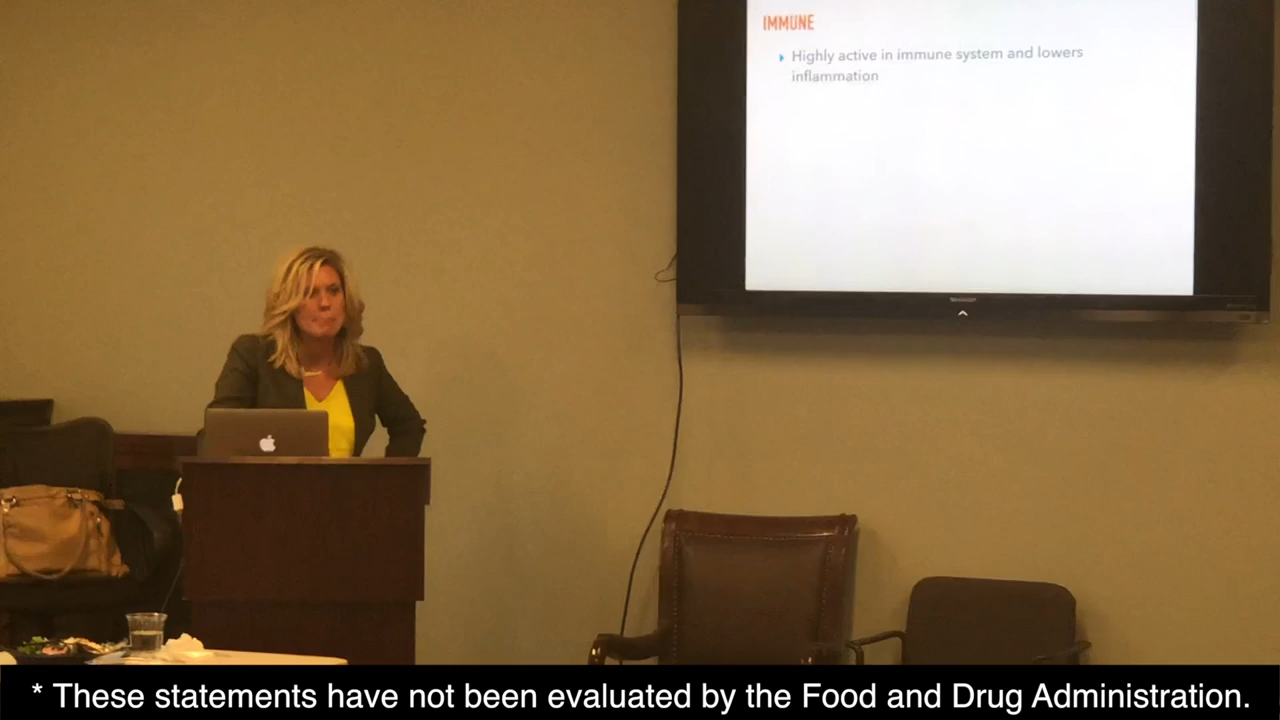 IMMUNE
Highly active in immune system and lowers
inflammation
* These statements have not been evaluated by the Food and Drug Administration.